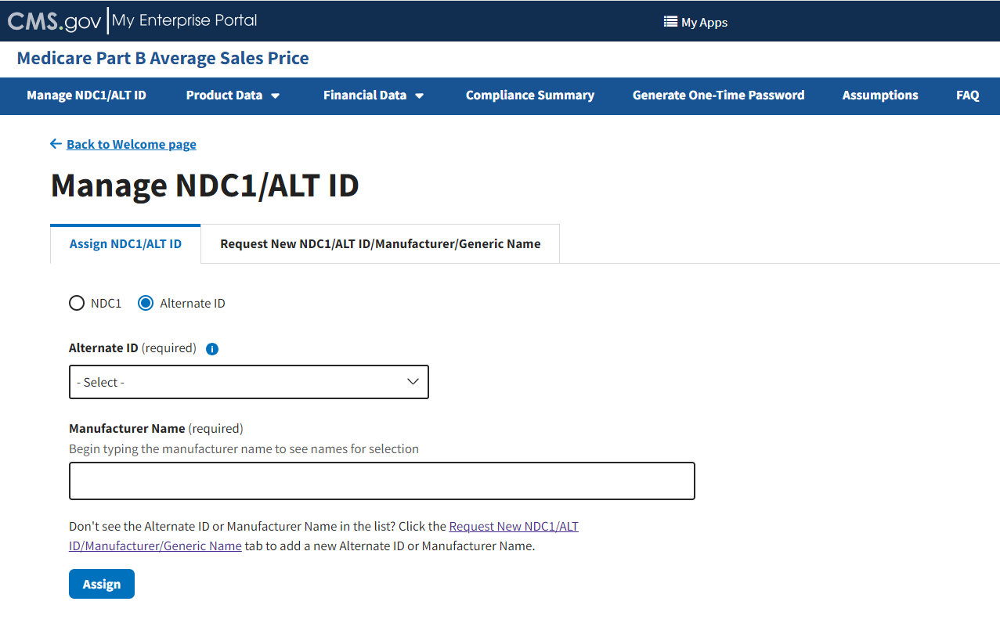 CMS.gov My Enterprise Portal My Apps
Medicare Part B Average Sales Price
Manage NDC1/ALT ID Product Data Financial Data Compliance Summary Generate One-Time Password Assumptions FAQ
Back to Welcome page
Manage NDC1/ALT ID
Assign NDC1/ALT ID Request New NDC1/ALT ID/Manufacturer/Generic Name
NDC1 Alternate ID
Alternate ID (required) i
- Select -
Manufacturer Name (required)
Begin typing the manufacturer name to see names for selection
Don't see the Alternate ID or Manufacturer Name in the list? Click the Request New NDC1/ALT
ID/Manufacturer/Generic Name tab to add a new Alternate ID or Manufacturer Name.
Assign